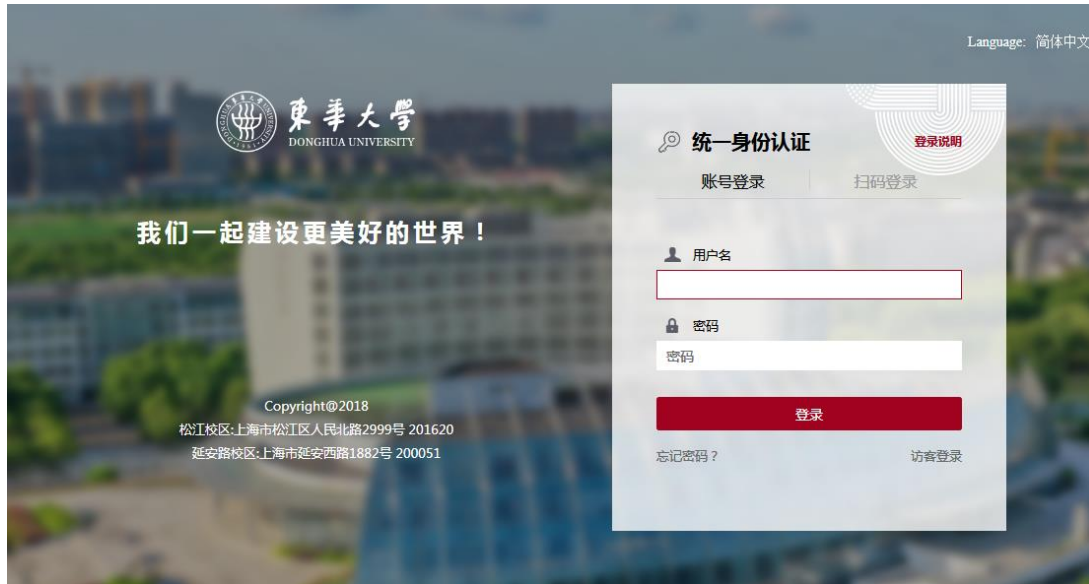 Language: 简体中文
東華大學
DONGHUA UNIVERSITY
我们一起建设更美好的世界！
Copyright@2018
松江校区:上海市松江区人民北路2999号 201620
延安路校区:上海市延安西路1882号 200051
统一身份认证
登录说明
账号登录
扫码登录
用户名
密码
密码
登录
忘记密码？
访客登录